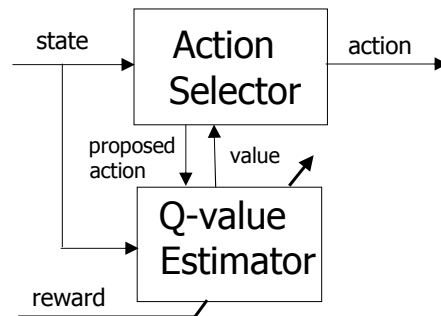 state
Action
Selector
action
proposed
action
value
Q-value
Estimator
reward